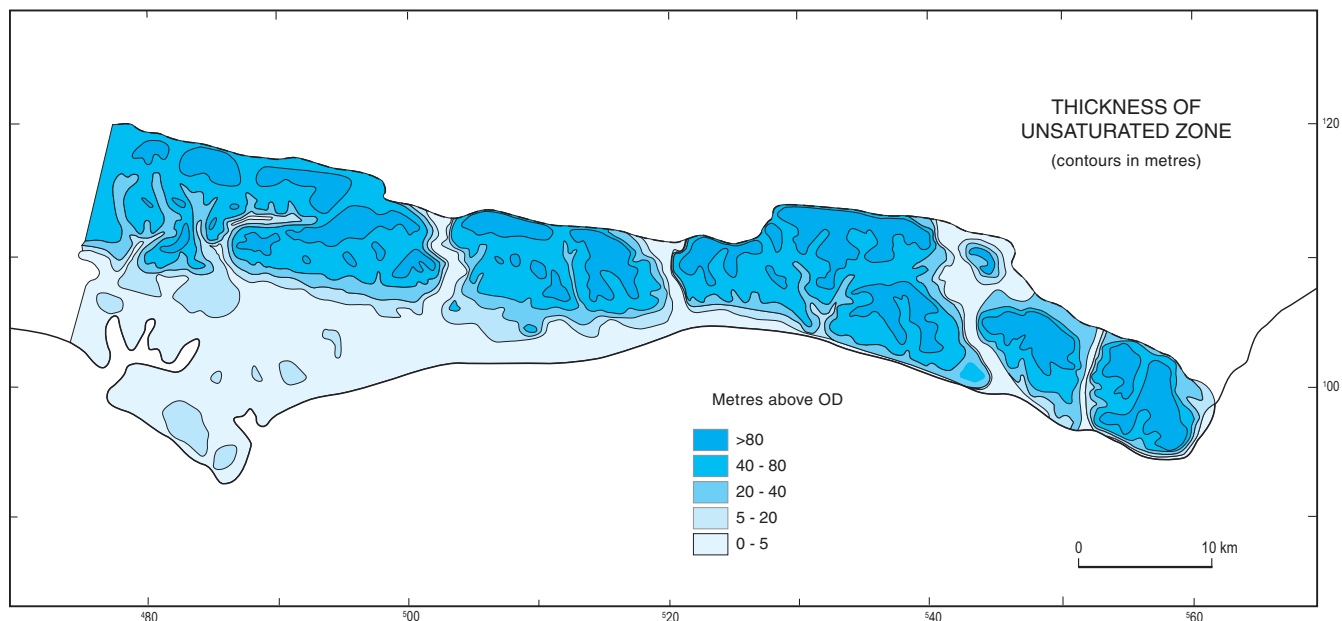 THICKNESS OF
UNSATURATED ZONE
(contours in metres)
120
100
Metres above OD
>80
40 - 80
20 - 40
5 - 20
0 - 5
0 10 km
480 500 520 540 560